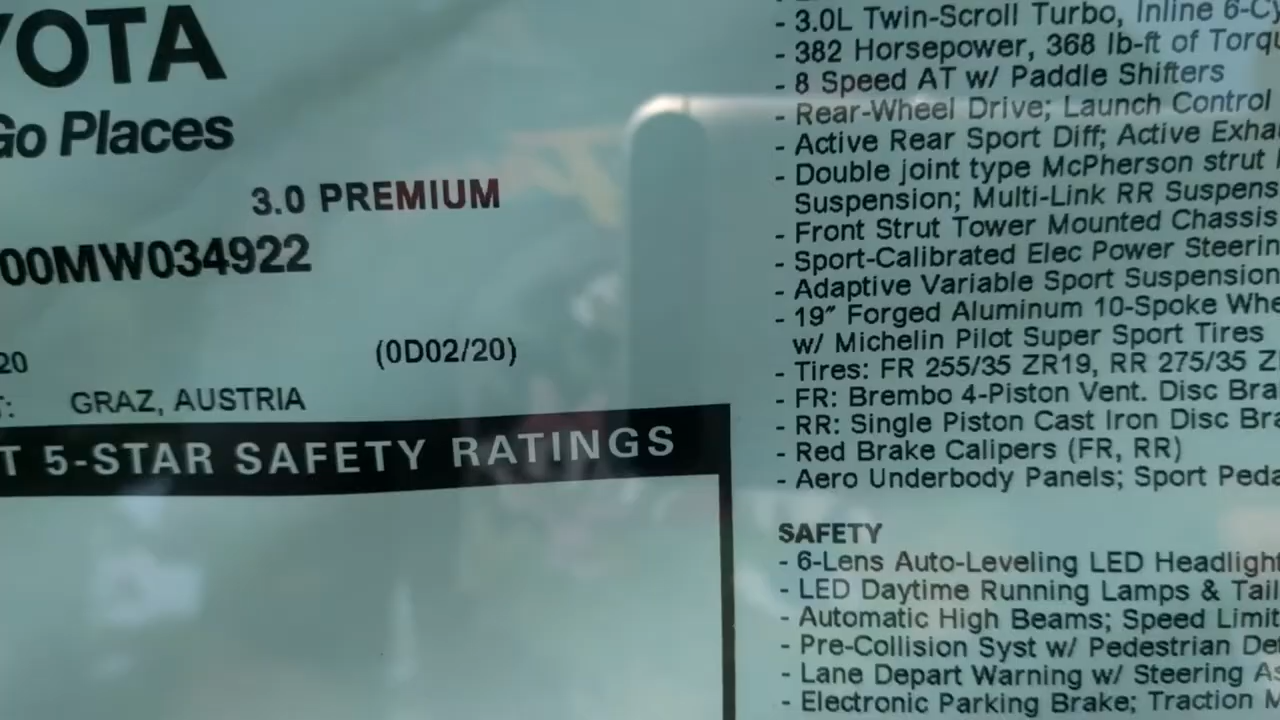 OTA
Go Places
3.0 PREMIUM
00MW034922
20
(0D02/20)
GRAZ, AUSTRIA
T 5-STAR SAFETY RATINGS
- 3.0L Twin-Scroll Turbo, Inline 6-Cy
- 382 Horsepower, 368 lb-ft of Torqu
- 8 Speed AT w/ Paddle Shifters
- Rear-Wheel Drive; Launch Control
- Active Rear Sport Diff; Active Exha
- Double joint type McPherson strut
Suspension; Multi-Link RR Suspens
- Front Strut Tower Mounted Chassis
- Sport-Calibrated Elec Power Steerin
- Adaptive Variable Sport Suspension
- 19″ Forged Aluminum 10-Spoke Whe
w/ Michelin Pilot Super Sport Tires
- Tires: FR 255/35 ZR19, RR 275/35 Z
- FR: Brembo 4-Piston Vent. Disc Bra
- RR: Single Piston Cast Iron Disc Bra
- Red Brake Calipers (FR, RR)
- Aero Underbody Panels; Sport Peda
SAFETY
- 6-Lens Auto-Leveling LED Headlight
- LED Daytime Running Lamps & Tail
- Automatic High Beams; Speed Limit
- Pre-Collision Syst w/ Pedestrian De
- Lane Depart Warning w/ Steering As
- Electronic Parking Brake; Traction M